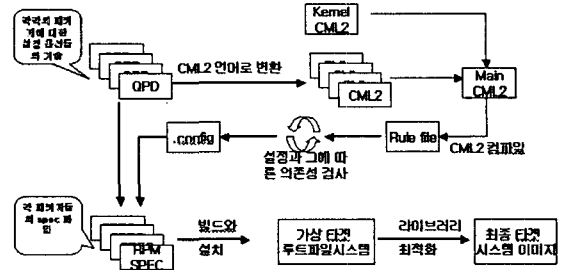 각각의 패키
지에 대한
설정 옵션들
의 기술
QPD
CML2 언어로 변환
Kernel
CML2
CML2
Main
CML2
CML2 컴파일
Rule file
설정과 그에 따
른 의존성 검사
.config
각 패키지들
의 spec 파
일
RPM
SPEC
빌드와
설치
가상 타겟
루트파일시스템
라이브러리
최적화
최종 타겟
시스템 이미지